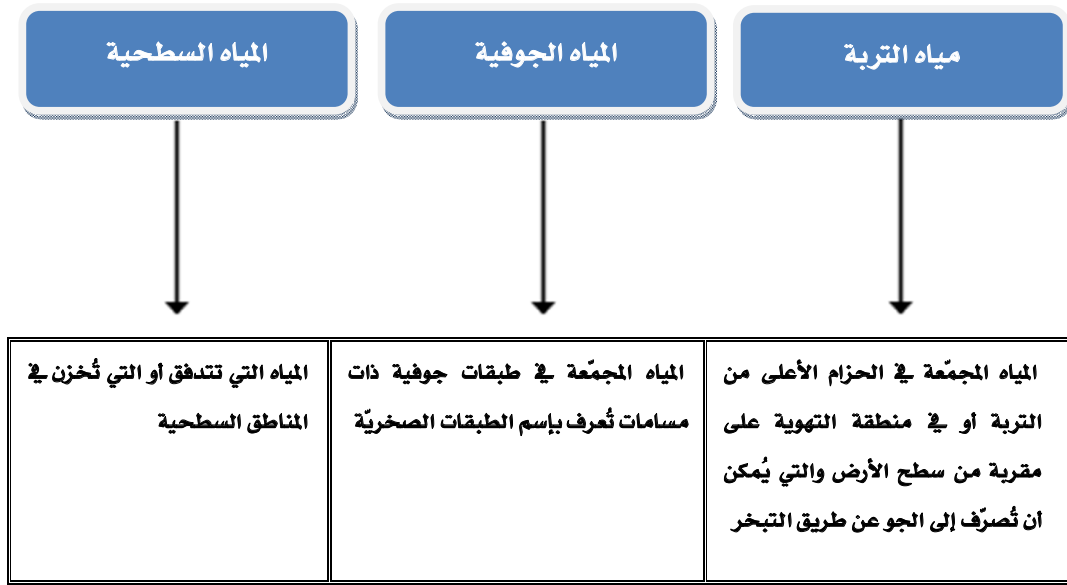 مياه التربة
المياه الجوفية
المياه السطحية
المياه المجمّعة في الحزام الأعلى من
التربة أو في منطقة التهوية على
مقربة من سطح الأرض والتي يُمكن
أن تُصرّف إلى الجو عن طريق التبخر
المياه المجمّعة في طبقات جوفية ذات
مسامات تُعرف بإسم الطبقات الصخريّة
المياه التي تتدفق أو التي تُخزن في
المناطق السطحية